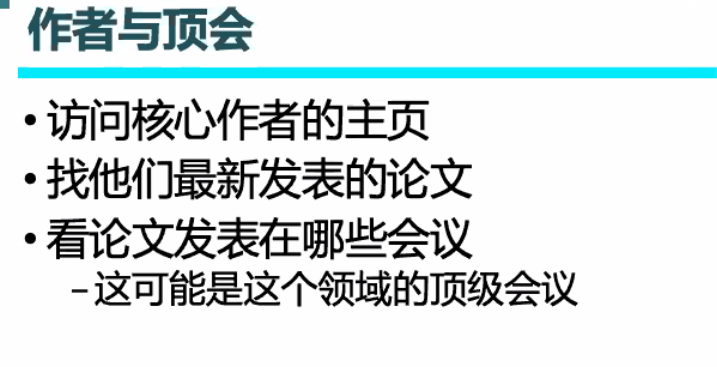 作者与顶会
• 访问核心作者的主页
• 找他们最新发表的论文
• 看论文发表在哪些会议
– 这可能是这个领域的顶级会议